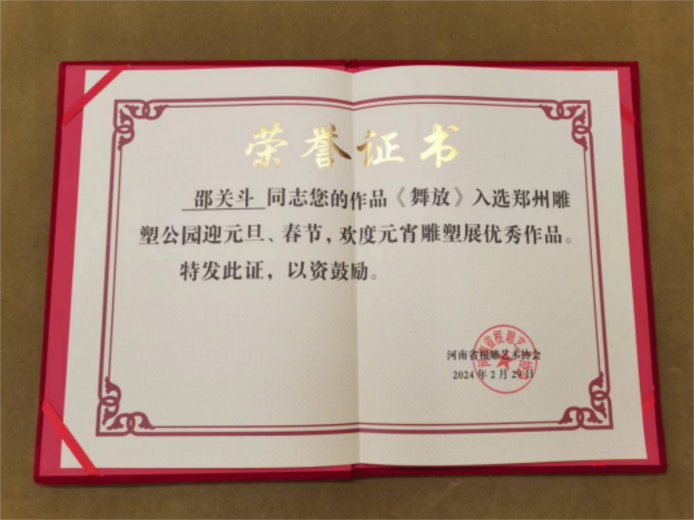 荣誉证书
邵关斗 同志您的作品《舞放》入选郑州雕
塑公园迎元旦、春节，欢度元宵雕塑展优秀作品。
特发此证，以资鼓励。
河南省根雕艺术协会
2024年2月29日